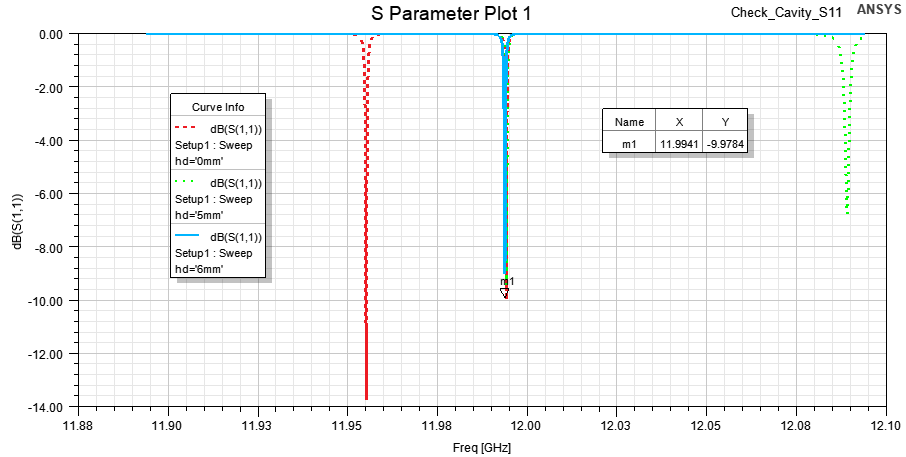 S Parameter Plot 1
Check_Cavity_S11
ANSYS
0.00
-2.00
-4.00
-6.00
-8.00
-10.00
-12.00
-14.00
dB(S(1,1))
Curve Info
dB(S(1,1))
Setup1 : Sweep
hd='0mm'
dB(S(1,1))
Setup1 : Sweep
hd='5mm'
dB(S(1,1))
Setup1 : Sweep
hd='6mm'
Name X Y
m1 11.9941 -9.9784
m1
11.88 11.90 11.93 11.95 11.98 12.00 12.03 12.05 12.08 12.10
Freq [GHz]